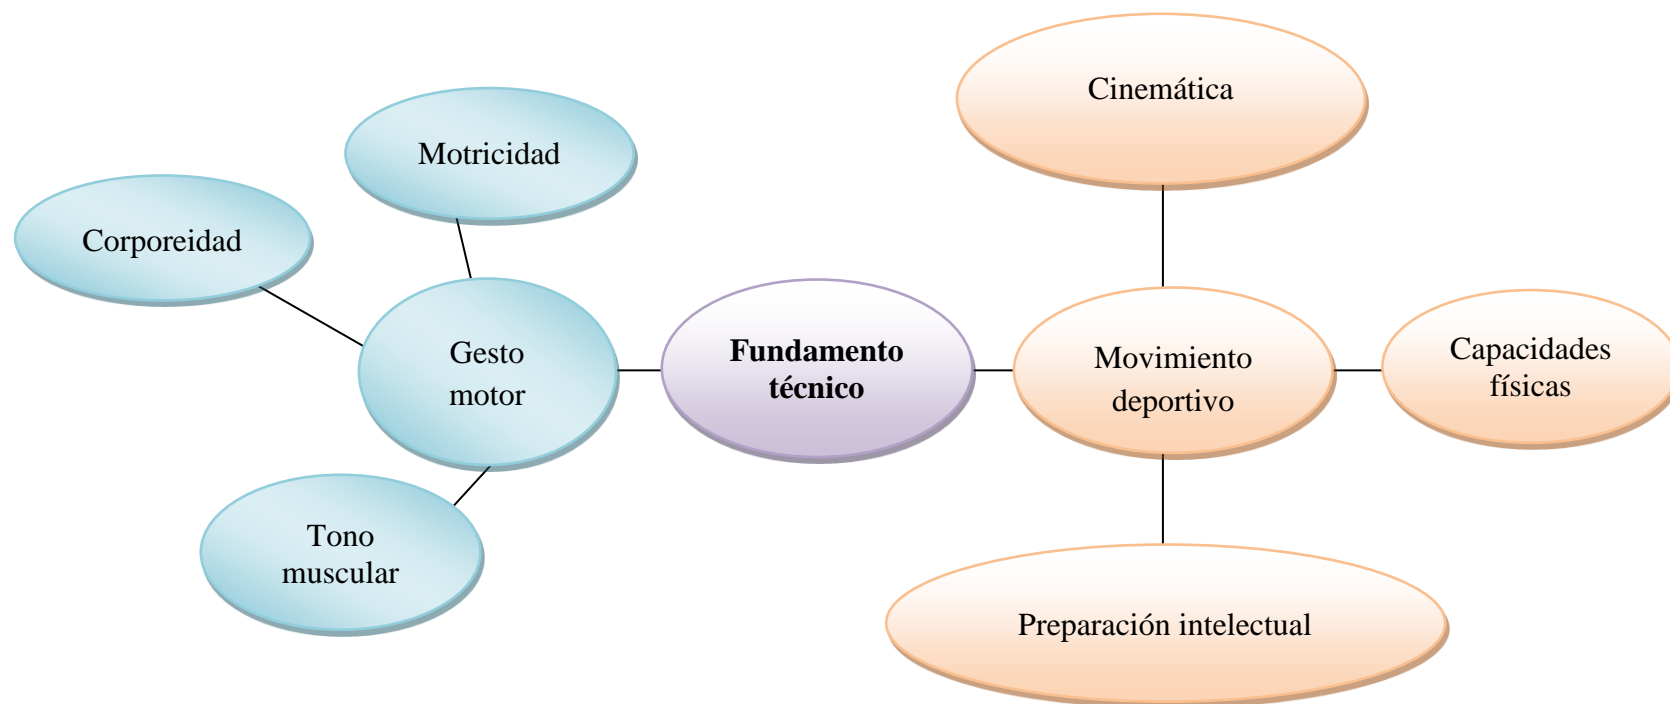 Cinemática
Motricidad
Corporeidad
Gesto
motor
Fundamento
técnico
Movimiento
deportivo
Capacidades
físicas
Tono
muscular
Preparación intelectual